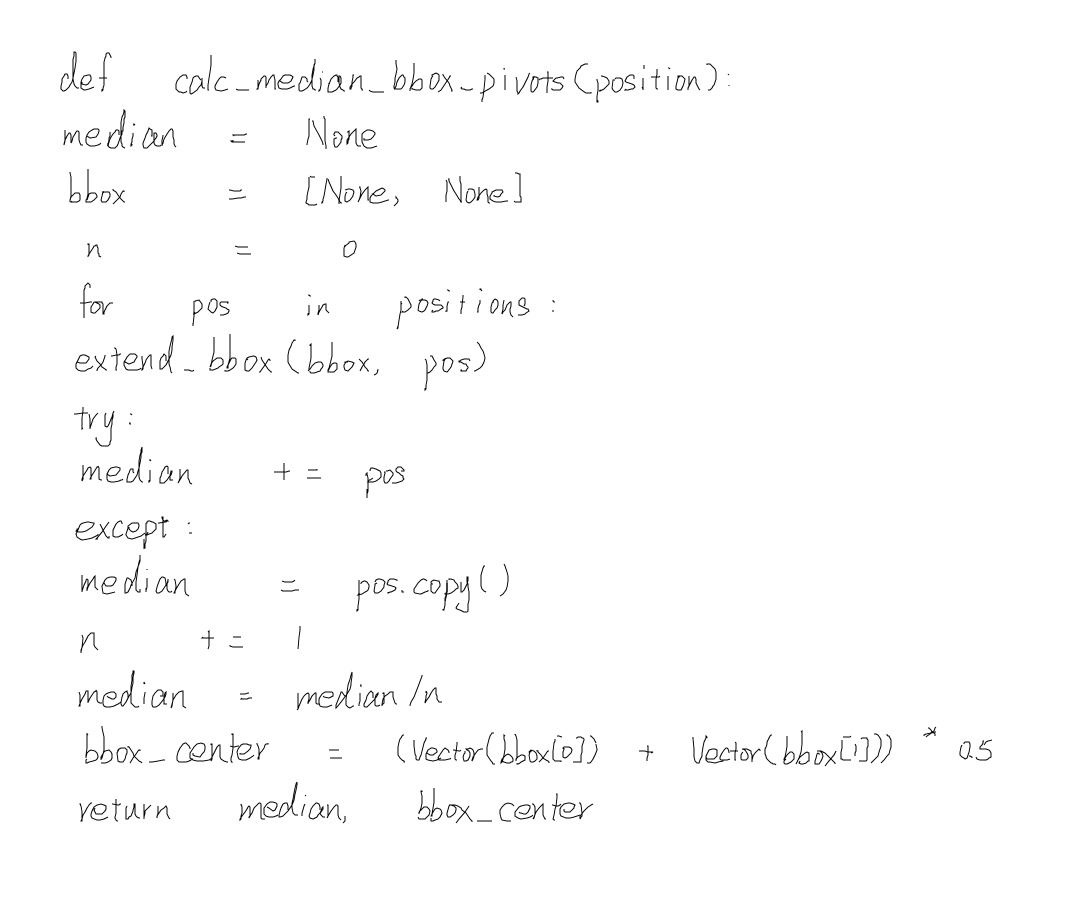 def calc_median_bbox_pivots(position):
median = None
bbox = [None, None]
n = 0
for pos in positions:
extend_bbox(bbox, pos)
try:
median += pos
except:
median = pos.copy()
n += 1
median = median/n
bbox_center = (Vector(bbox[0]) + Vector(bbox[1])) * 0.5
return median, bbox_center